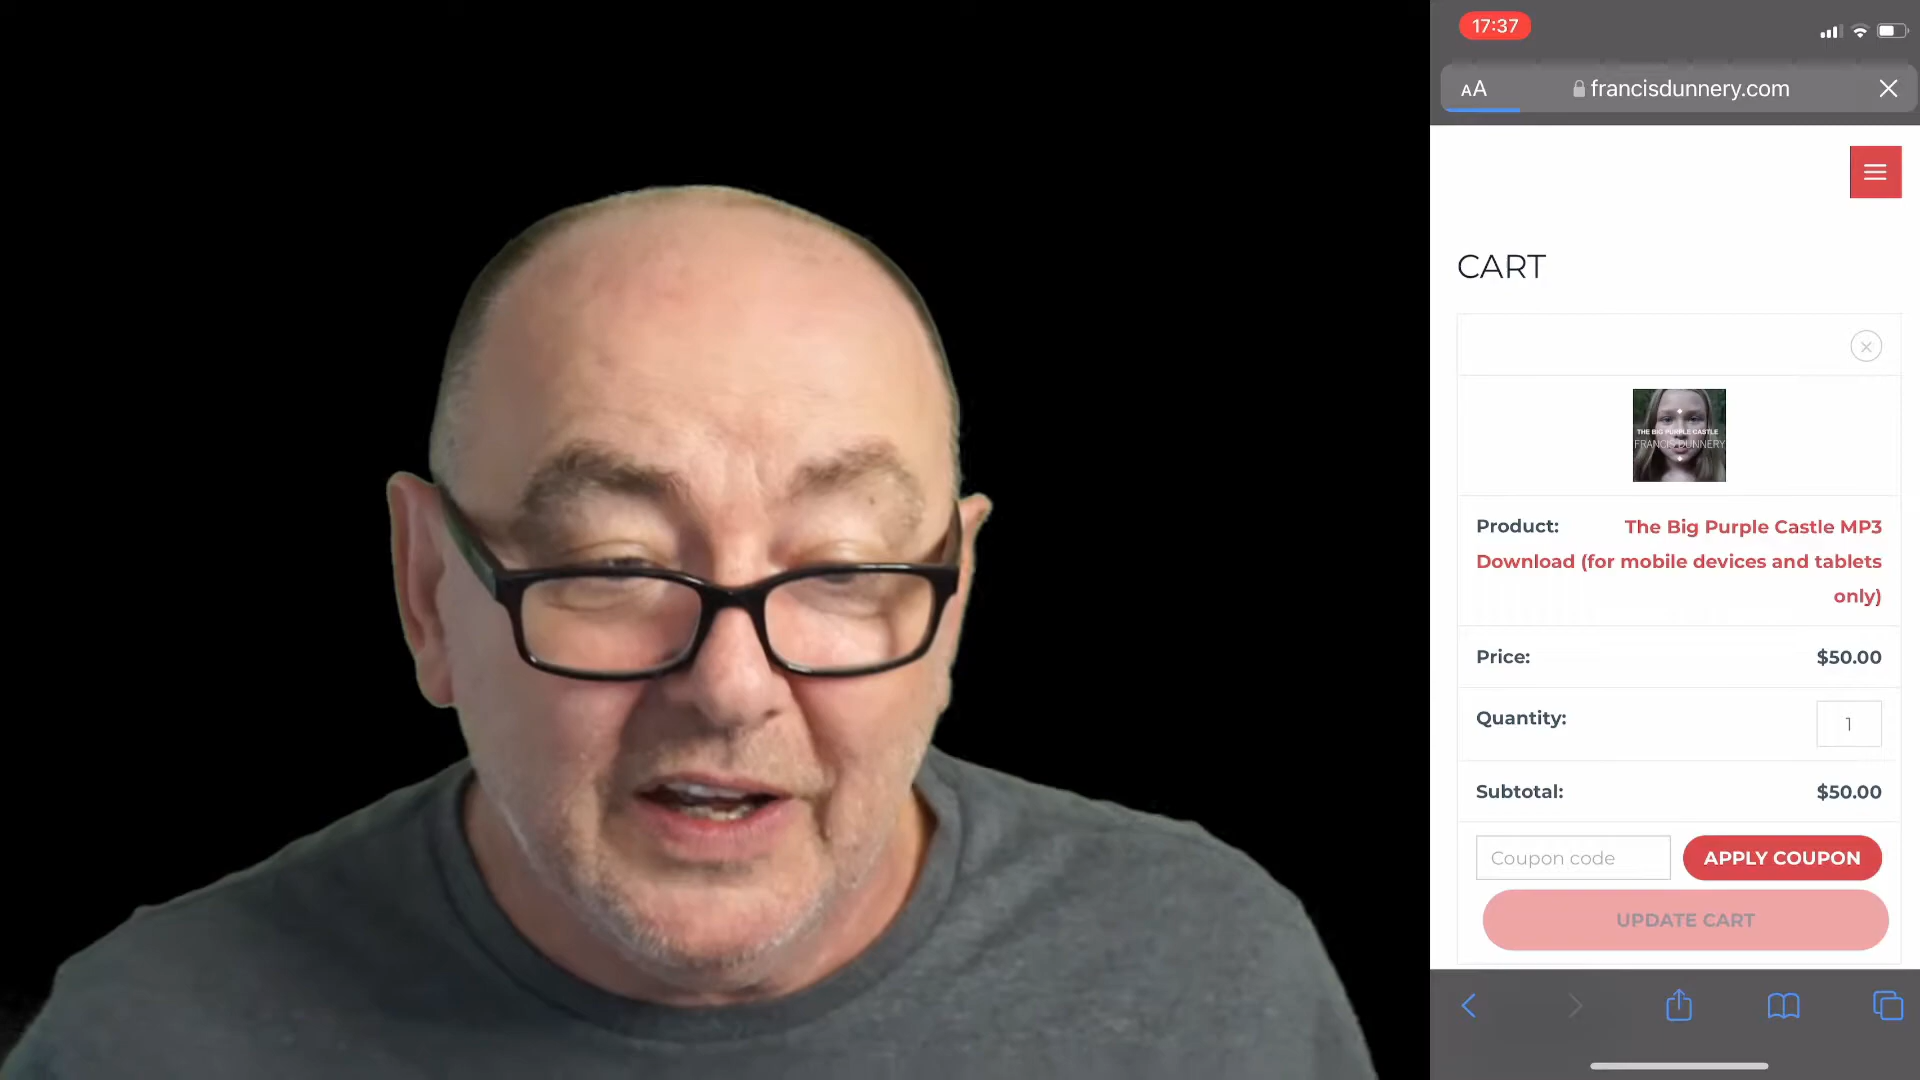 17:37
AA
francisdunnery.com
CART
THE BIG PURPLE CASTLE
FRANCIS DUNNERY
Product: The Big Purple Castle MP3
Download (for mobile devices and tablets
only)
Price: $50.00
Quantity: 1
Subtotal: $50.00
Coupon code APPLY COUPON
UPDATE CART